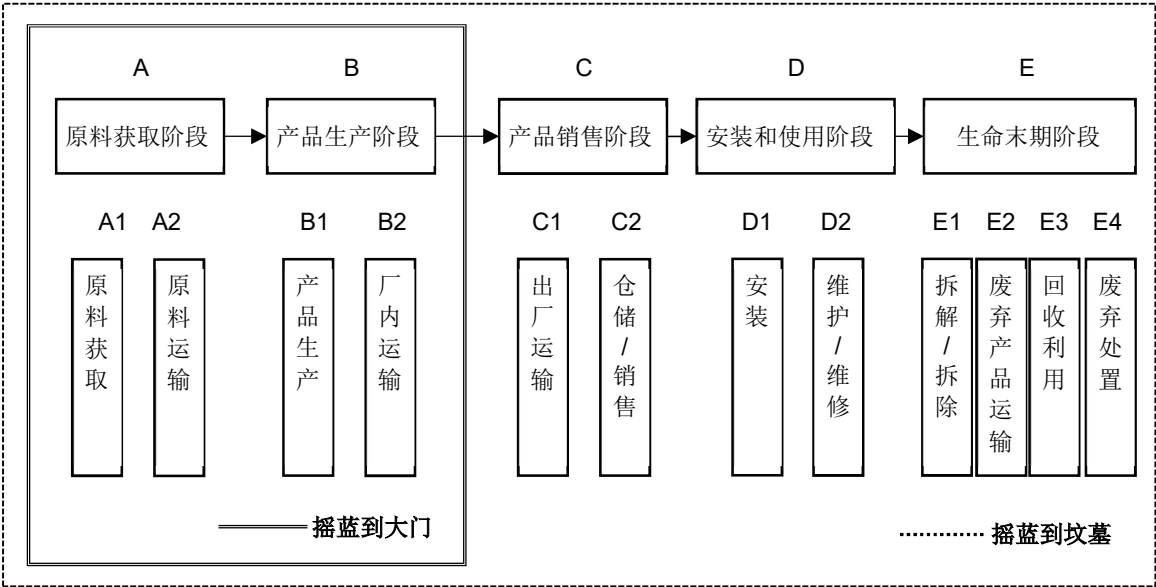 A B C D E
原料获取阶段 产品生产阶段 产品销售阶段 安装和使用阶段 生命末期阶段
A1 A2 B1 B2 C1 C2 D1 D2 E1 E2 E3 E4
原料获取
原料运输
产品生产
厂内运输
出厂运输
仓储/销售
安装
维护/维修
拆解/拆除
废弃产品运输
回收利用
废弃处置
摇蓝到大门
摇蓝到坟墓